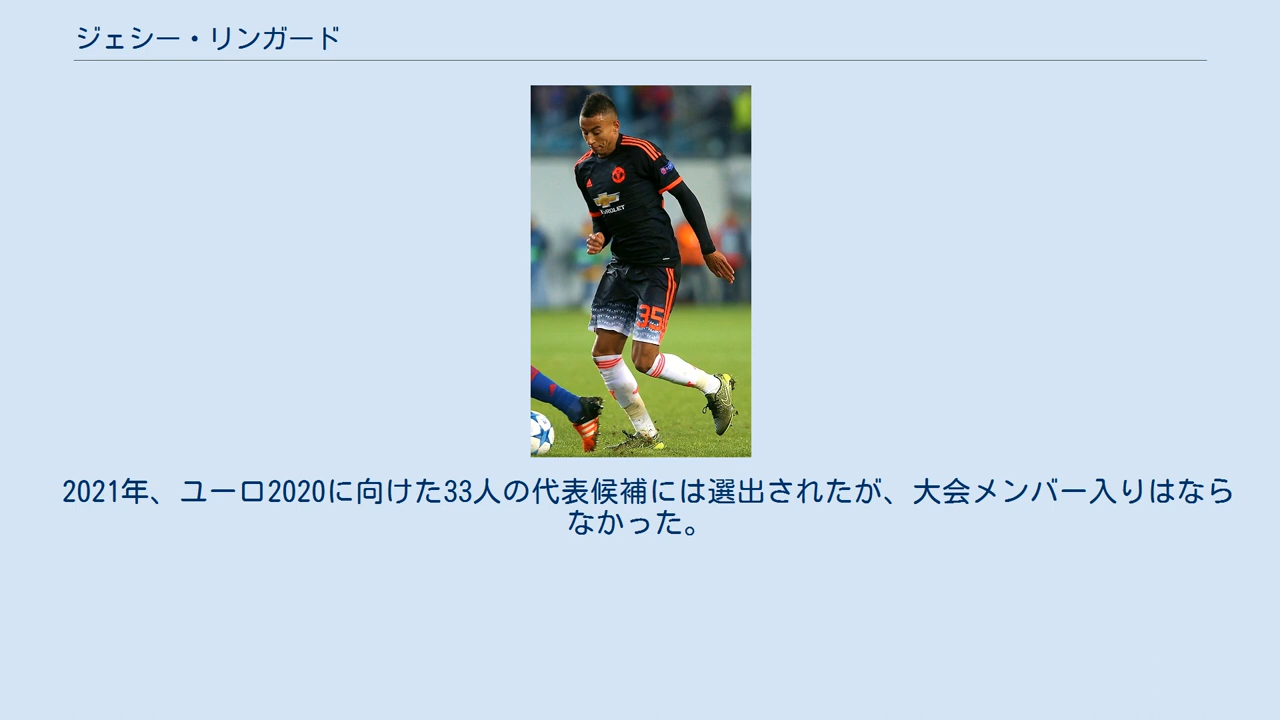 ジェシー・リンガード
35
2021年、ユーロ2020に向けた33人の代表候補には選出されたが、大会メンバー入りはなら
なかった。